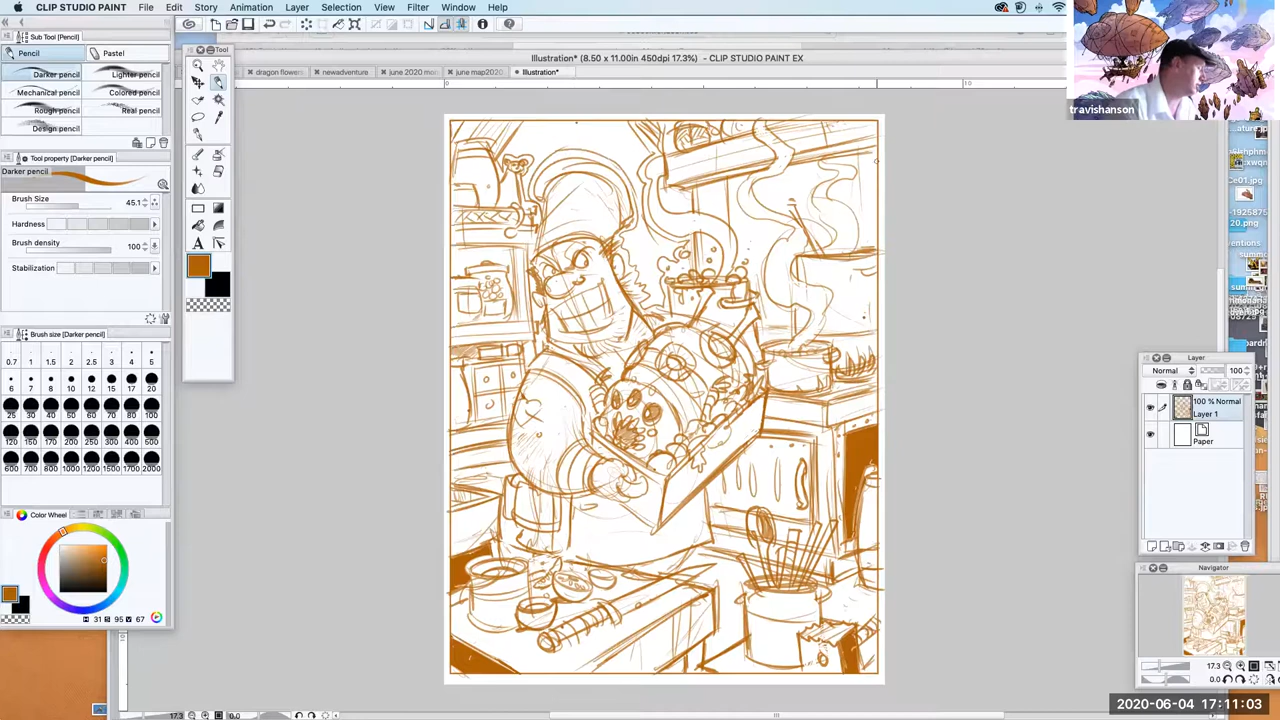 CLIP STUDIO PAINT File Edit Story Animation Layer Selection View Filter Window Help
Sub Tool [Pencil]
Tool
Illustration* (8.50 x 11.00in 450dpi 17.3%) - CLIP STUDIO PAINT EX
Pencil Pastel
dragon flower june 2020 mo june map2020 Illustration*
newadventure
Darker pencil Lighter pencil
Mechanical pencil Colored pencil
Rough pencil Real pencil
Design pencil
travishanson
Tool property [Darker pencil]
Darker pencil
Brush Size 45.1
Hardness
Brush density 100
Stabilization
Brush size [Darker pencil]
0.7 1 1.5 2 2.5 3 4 5
6 7 8 10 12 15 17 20
25 30 40 50 60 70 80 100
120 150 170 200 250 300 400 500
600 700 800 1000 1200 1500 1700 2000
Color Wheel
H 31 S 95 V 67
Layer
Normal 100
100 % Normal
Layer 1
Paper
Navigator
17.3
0.0
17.3 0.0
2020-06-04 17:11:03